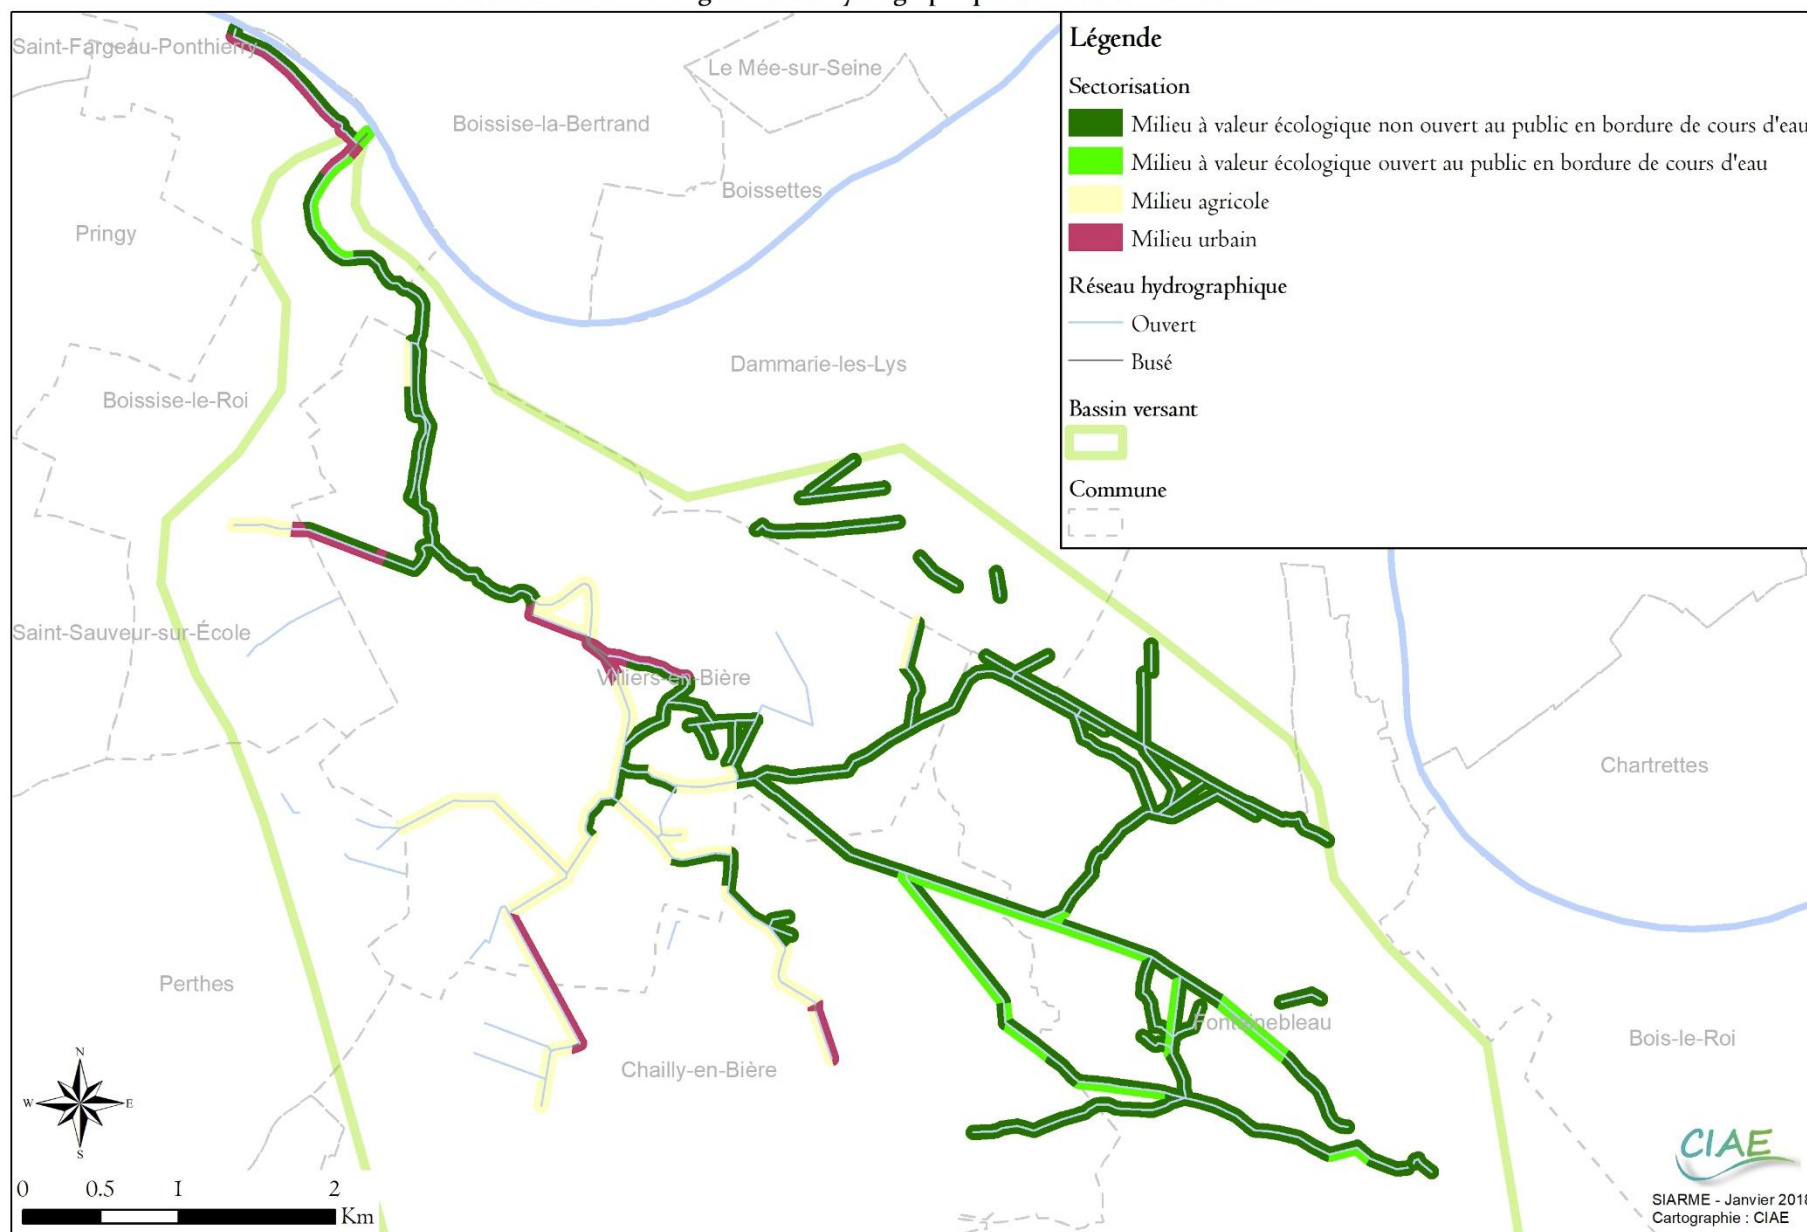 Légende
Sectorisation
Milieu à valeur écologique non ouvert au public en bordure de cours d'eau
Milieu à valeur écologique ouvert au public en bordure de cours d'eau
Milieu agricole
Milieu urbain
Réseau hydrographique
Ouvert
Busé
Bassin versant
Commune
Saint-Fargeau-Ponthierry
Le Mée-sur-Seine
Boissise-la-Bertrand
Boissettes
Pringy
Dammarie-les-Lys
Boissise-le-Roi
Saint-Sauveur-sur-École
Villiers-en-Bière
Chartrettes
Perthes
Fontainebleau
Bois-le-Roi
Chailly-en-Bière
N
W E
S
0 0.5 1 2
Km
CIAE
SIARME - Janvier 2018
Cartographie : CIAE